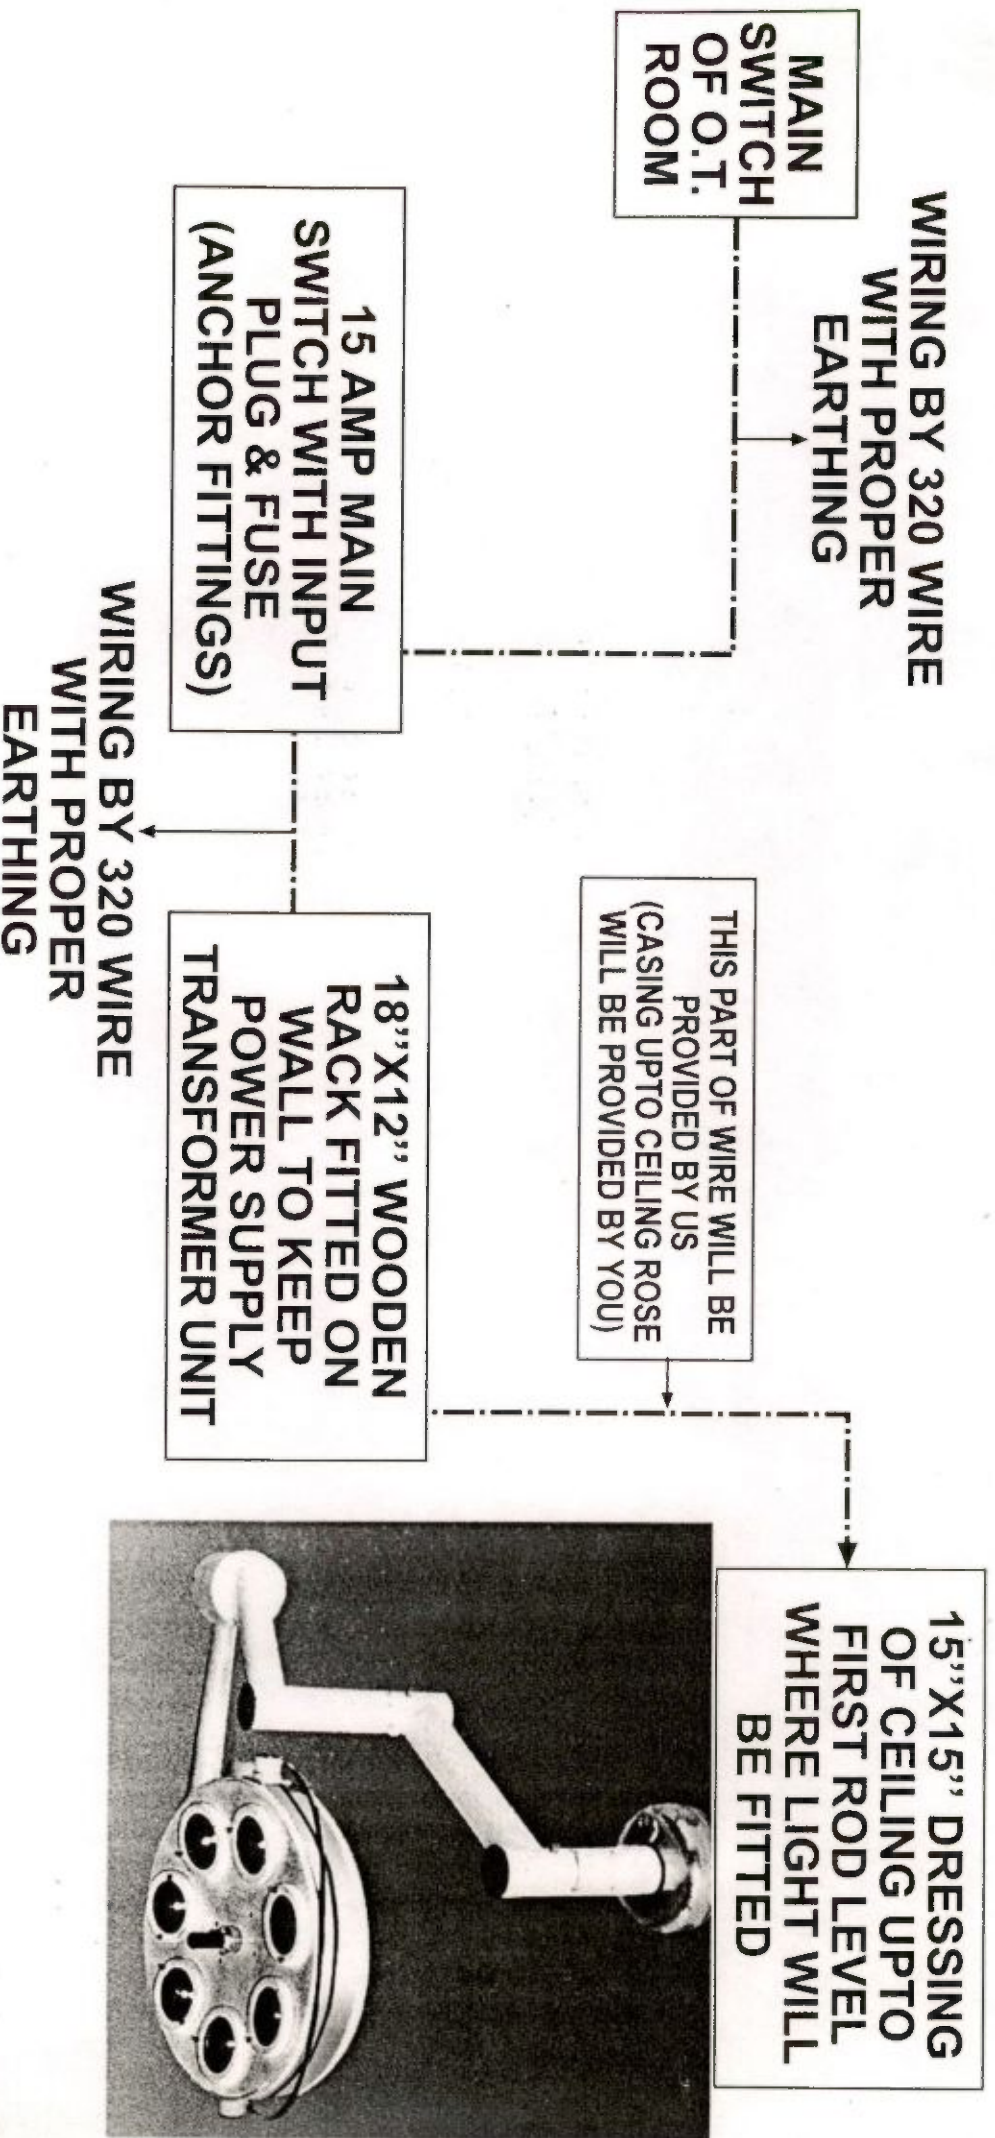 MAIN
SWITCH
OF O.T.
ROOM
WIRING BY 320 WIRE
WITH PROPER
EARTHING
15 AMP MAIN
SWITCH WITH INPUT
PLUG & FUSE
(ANCHOR FITTINGS)
WIRING BY 320 WIRE
WITH PROPER
EARTHING
18”X12” WOODEN
RACK FITTED ON
WALL TO KEEP
POWER SUPPLY
TRANSFORMER UNIT
THIS PART OF WIRE WILL BE
PROVIDED BY US
(CASING UPTO CEILING ROSE
WILL BE PROVIDED BY YOU)
15”X15” DRESSING
OF CEILING UPTO
FIRST ROD LEVEL
WHERE LIGHT WILL
BE FITTED